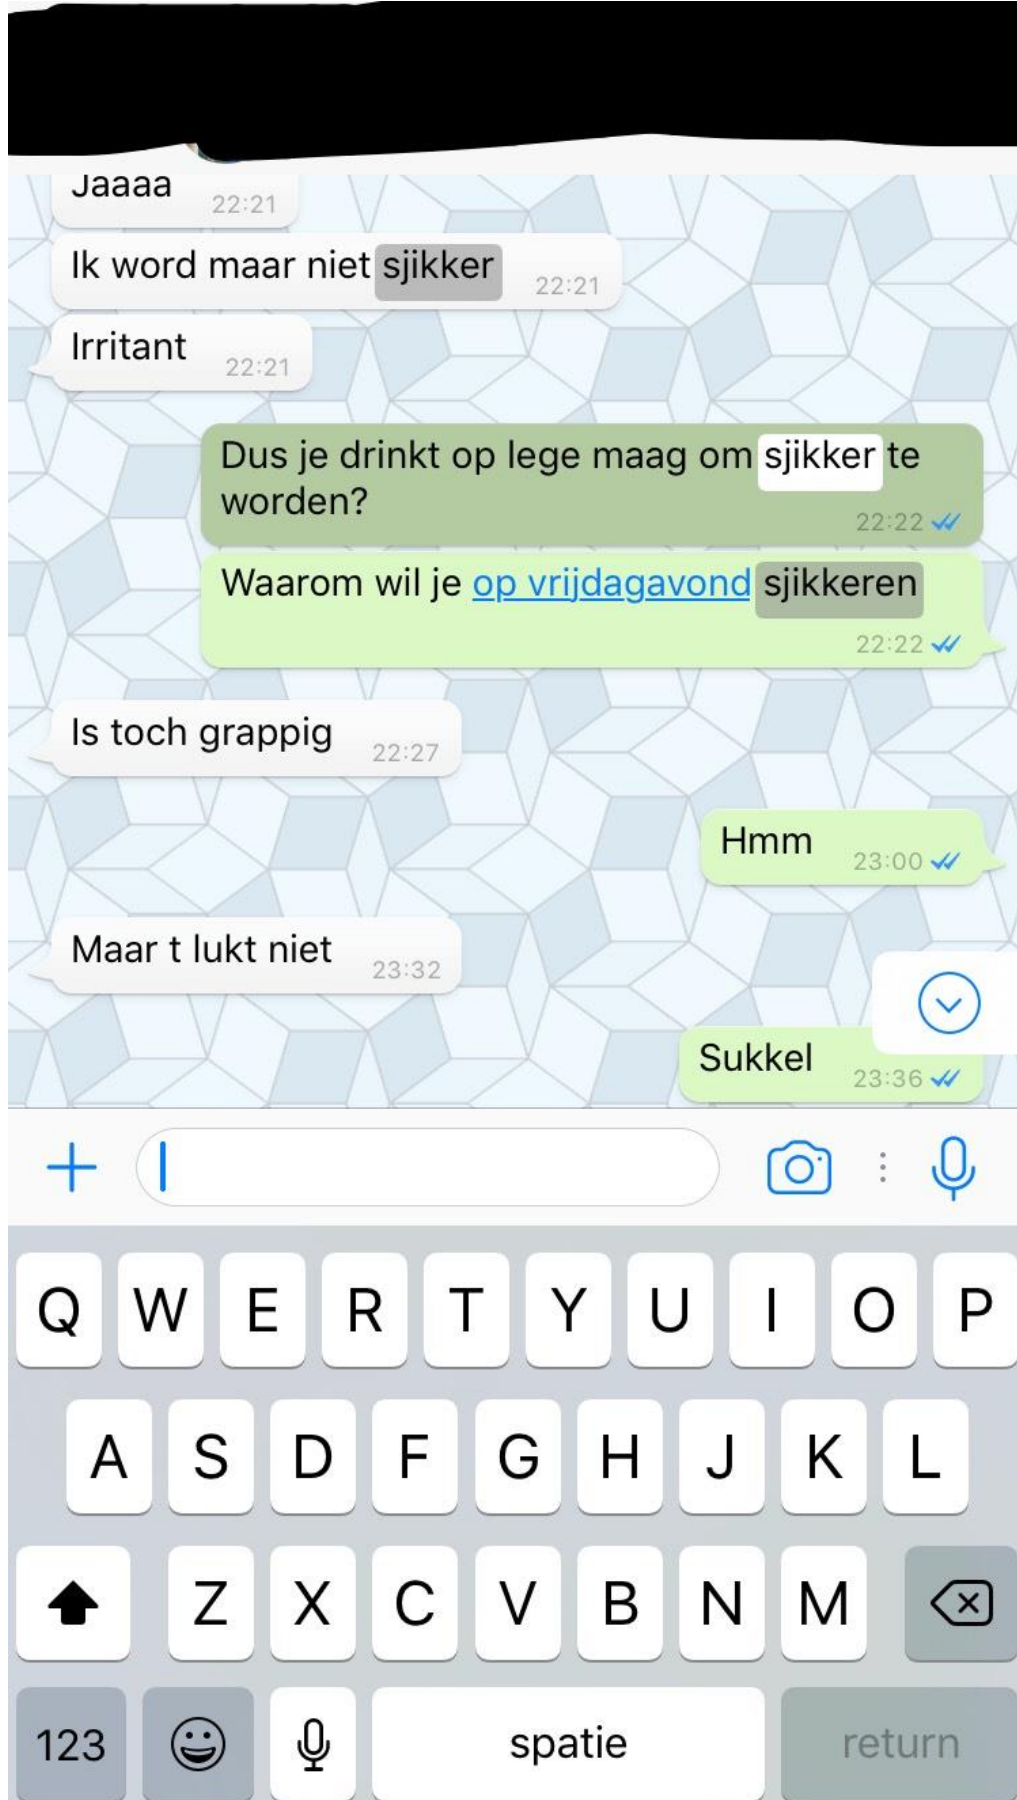 Jaaaa 22:21
Ik word maar niet sjikker 22:21
Irritant 22:21
Dus je drinkt op lege maag om sjikker te
worden?
22:22
Waarom wil je op vrijdagavond sjikkeren
22:22
Is toch grappig 22:27
Hmm 23:00
Maar t lukt niet 23:32
Sukkel 23:36
Q W E R T Y U I O P
A S D F G H J K L
Z X C V B N M
123 spatie return